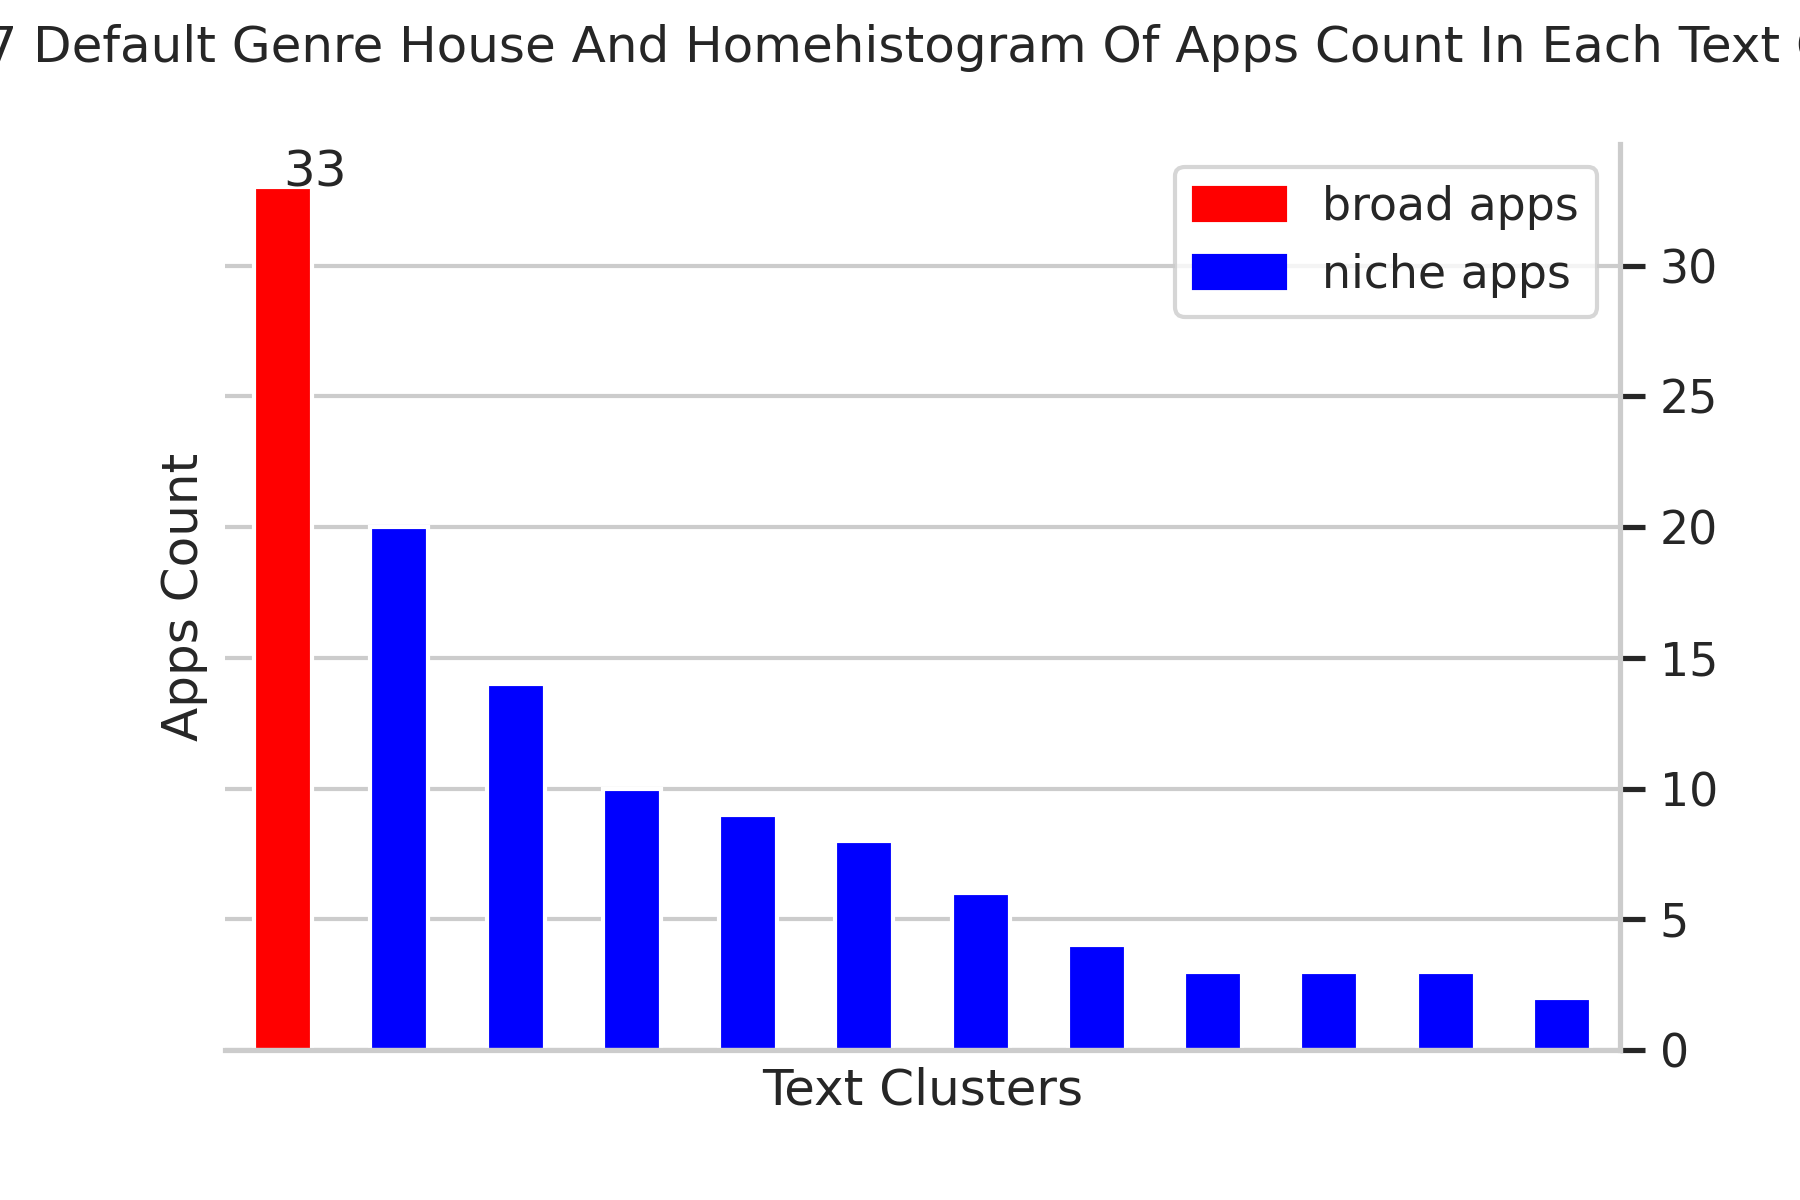 7 Default Genre House And Homehistogram Of Apps Count In Each Text
33
broad apps
niche apps
30
25
20
15
10
5
0
Apps Count
Text Clusters